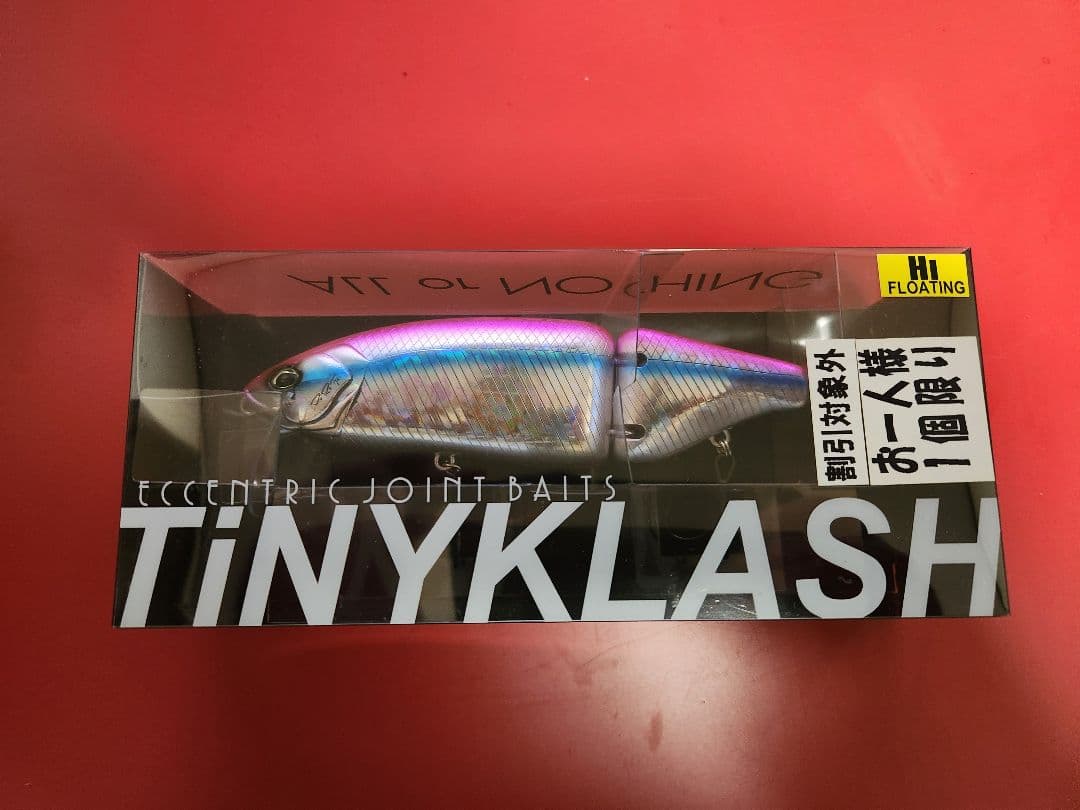 ALL or NOTHING
Hi
FLOATING
割引対象外
お一人様
1個限り
ECCENTRIC JOINT BAITS
TiNYKLASH